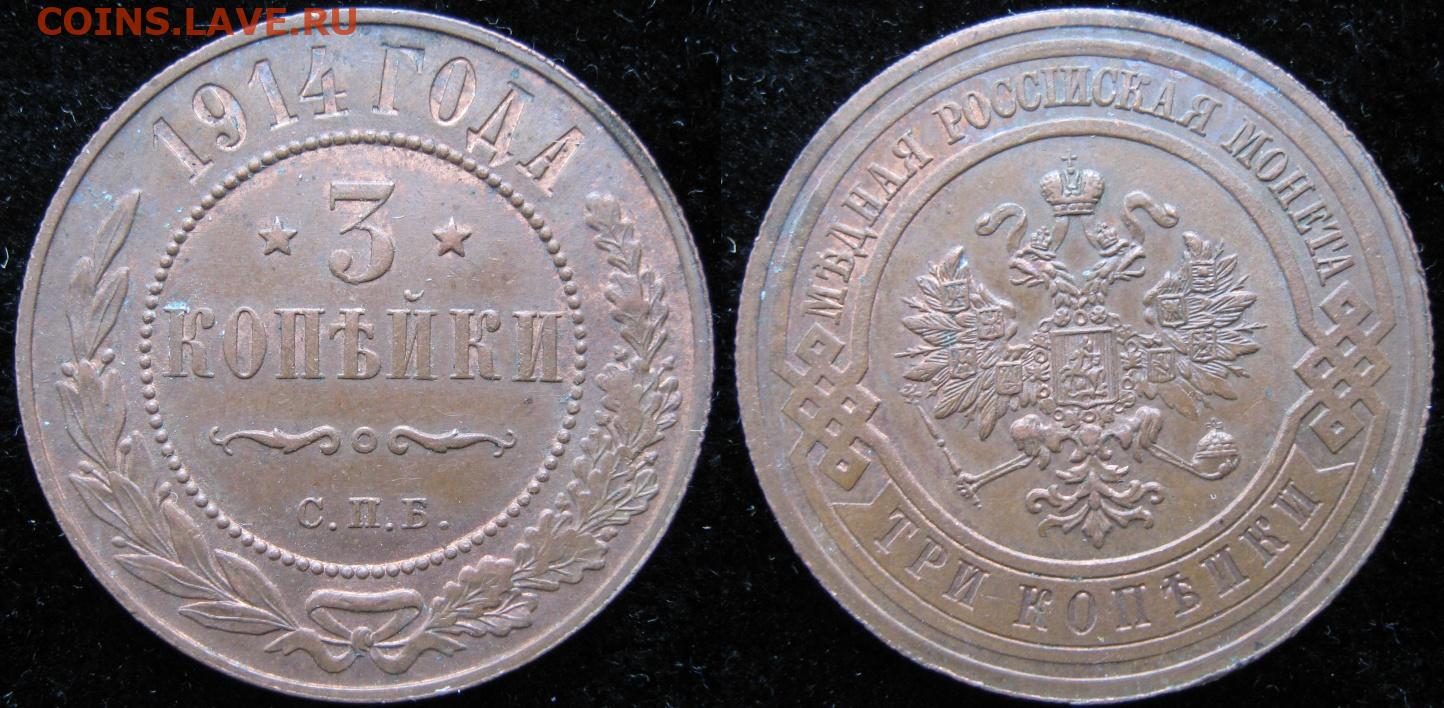 COINS.LAVE.RU
1914 ГОДА
3
КОПѢЙКИ
С.П.Б.
МѢДНАЯ РОССІЙСКАЯ МОНЕТА
ТРИ КОПѢЙКИ